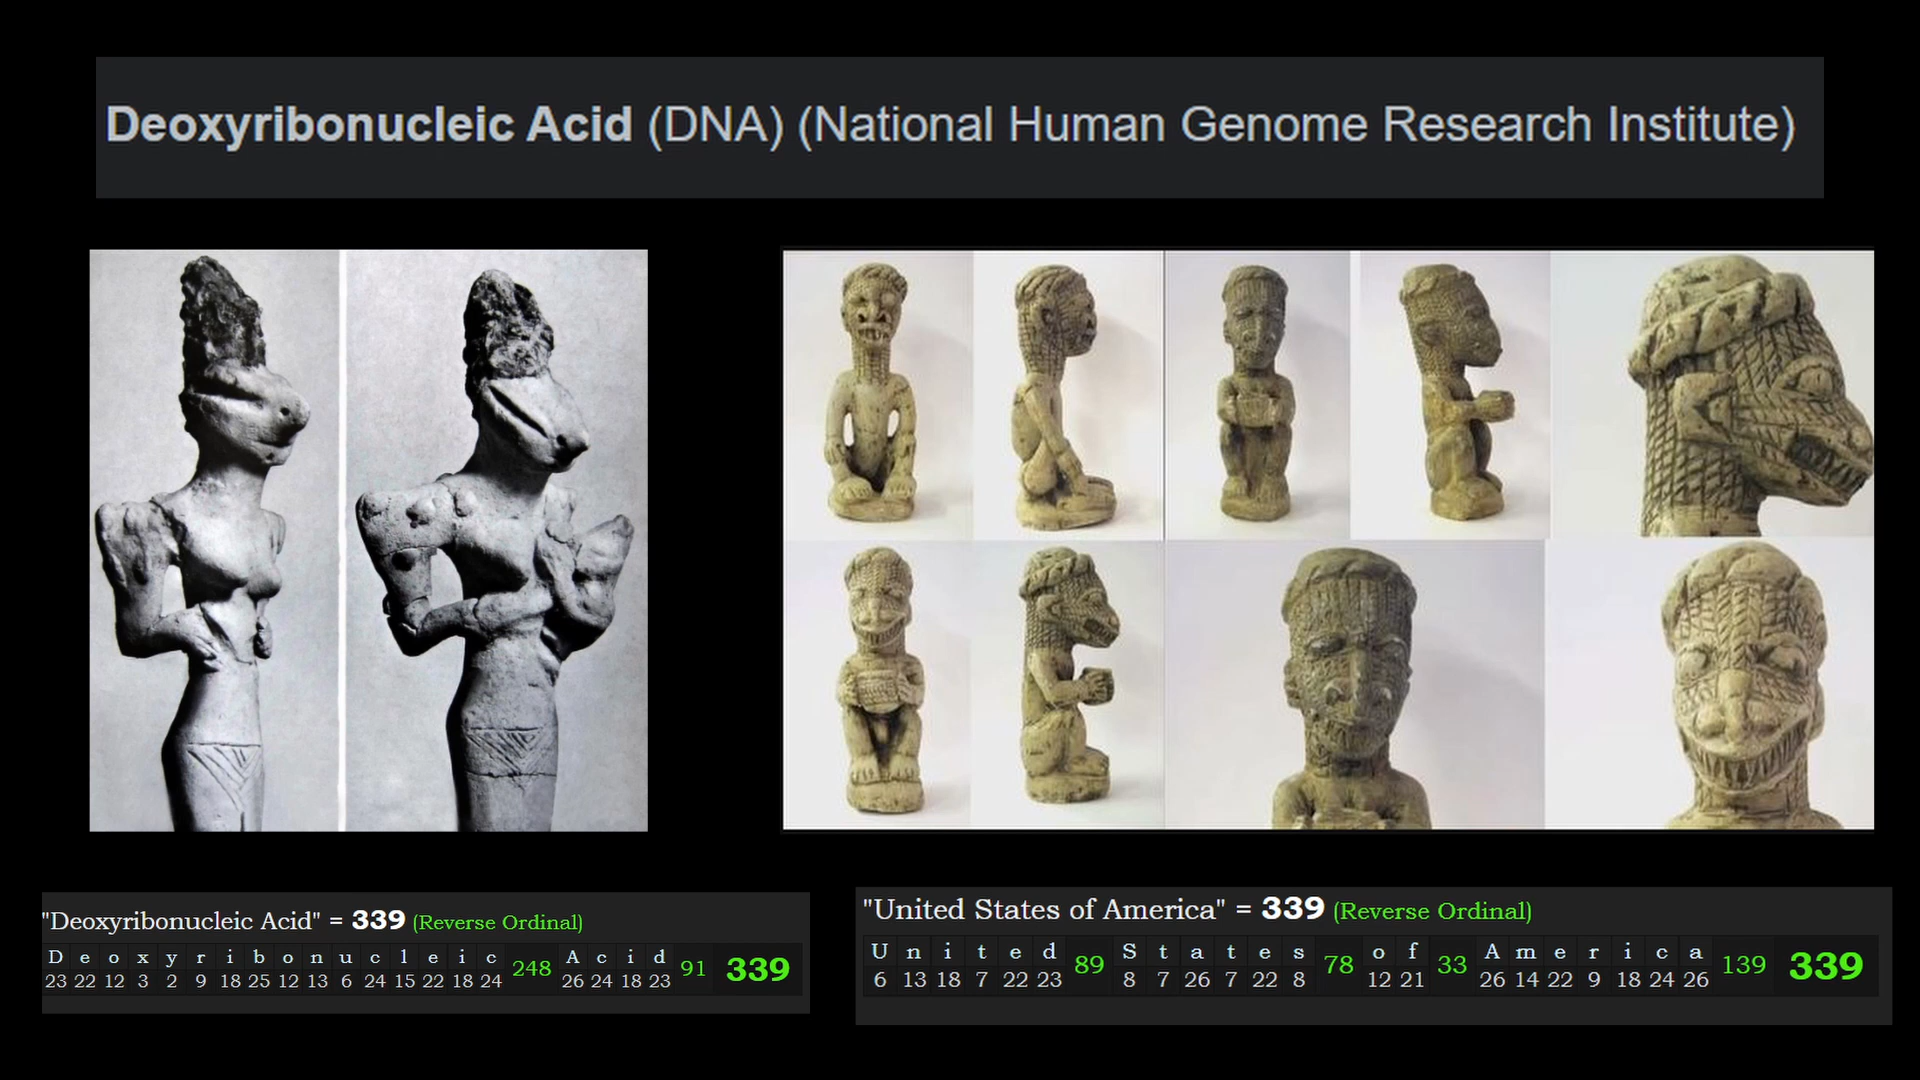 Deoxyribonucleic Acid (DNA) (National Human Genome Research Institute)
"Deoxyribonucleic Acid" = 339 (Reverse Ordinal)
D e o x y r i b o n u c l e i c 248 A c i d 91 339
23 22 12 3 2 9 18 25 12 13 6 24 15 22 18 24 26 24 18 23
"United States of America" = 339 (Reverse Ordinal)
U n i t e d 89 S t a t e s 78 o f 33 A m e r i c a 139 339
6 13 18 7 22 23 8 7 26 7 22 8 12 21 26 14 22 9 18 24 26